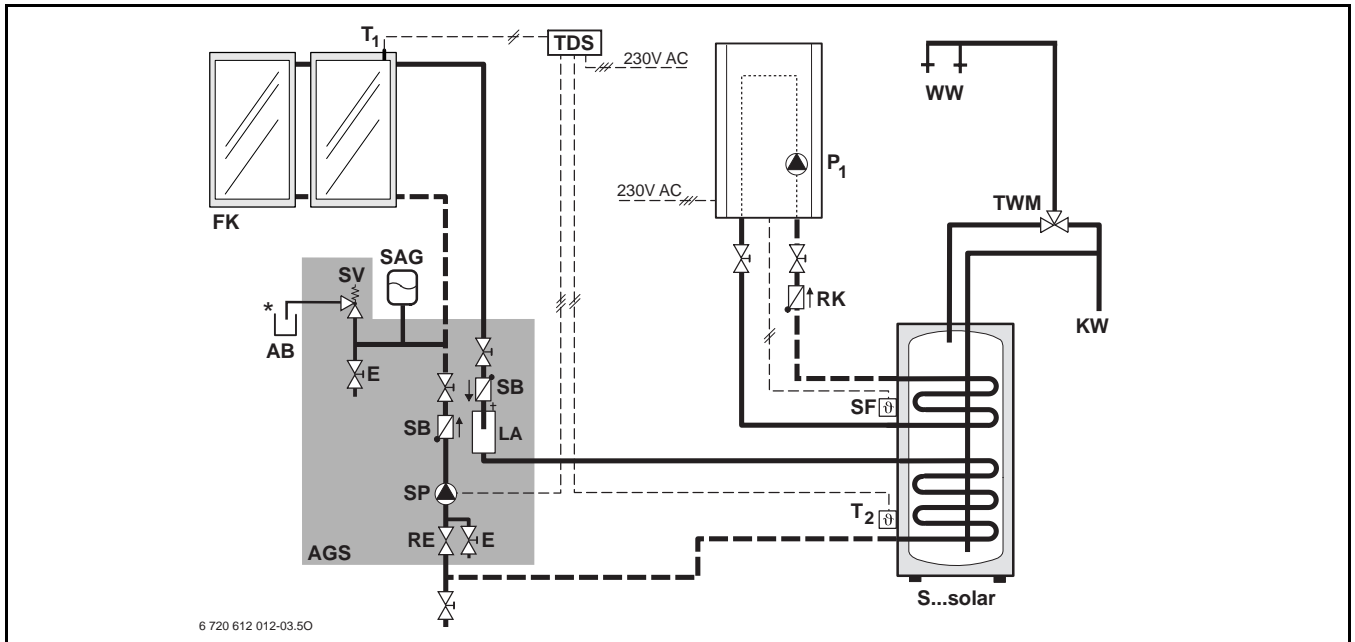 T1
TDS
230V AC
WW
P1
230V AC
TWM
FK
SAG
SV
*
RK
KW
AB
E
SB
SF ϑ
SB
LA
SP
T2 ϑ
RE
E
AGS
S...solar
6 720 612 012-03.5O